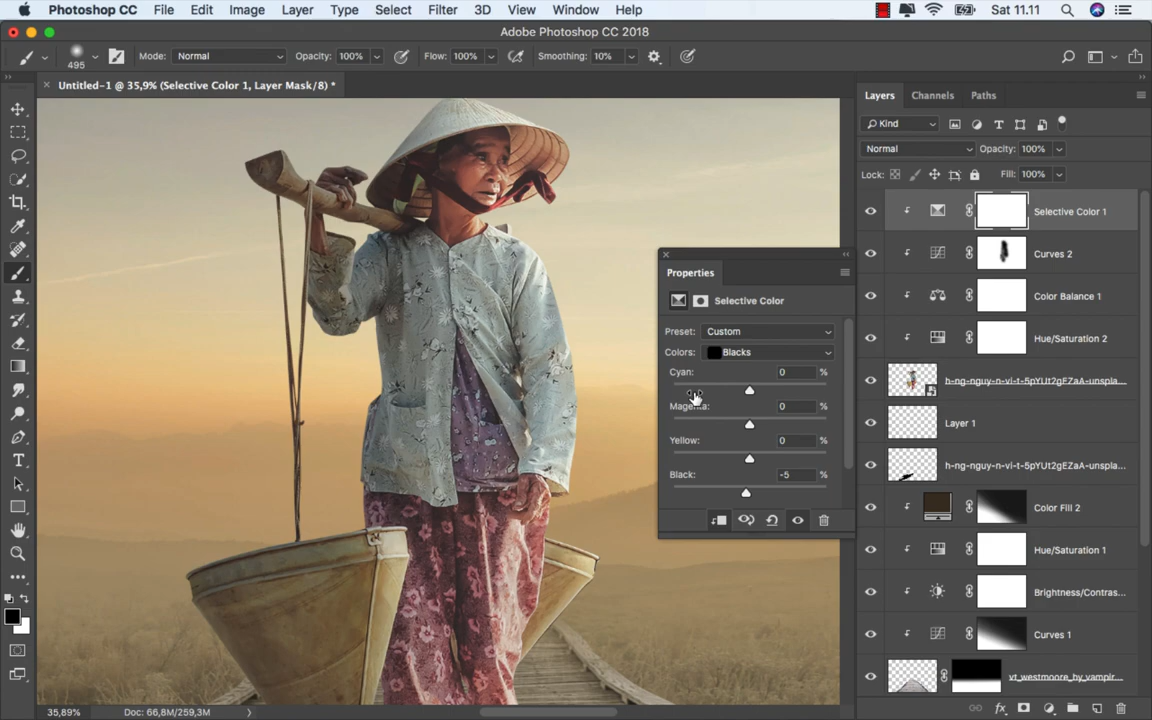 Photoshop CC File Edit Image Layer Type Select Filter 3D View Window Help Sat 11.11
Adobe Photoshop CC 2018
495 Mode: Normal Opacity: 100% Flow: 100% Smoothing: 10%
Untitled-1 @ 35,9% (Selective Color 1, Layer Mask/8) *
Layers Channels Paths
Kind
Normal Opacity: 100%
Lock: Fill: 100%
Selective Color 1
Curves 2
Color Balance 1
Hue/Saturation 2
h-ng-nguy-n-vi-t-5pYUt2gEZaA-unspla...
Layer 1
h-ng-nguy-n-vi-t-5pYUt2gEZaA-unspla...
Color Fill 2
Hue/Saturation 1
Brightness/Contras...
Curves 1
vt_westmoore_by_vampir...
Properties
Selective Color
Preset: Custom
Colors: Blacks
Cyan: 0 %
Magenta: 0 %
Yellow: 0 %
Black: -5 %
35,89% Doc: 66,8M/259,3M